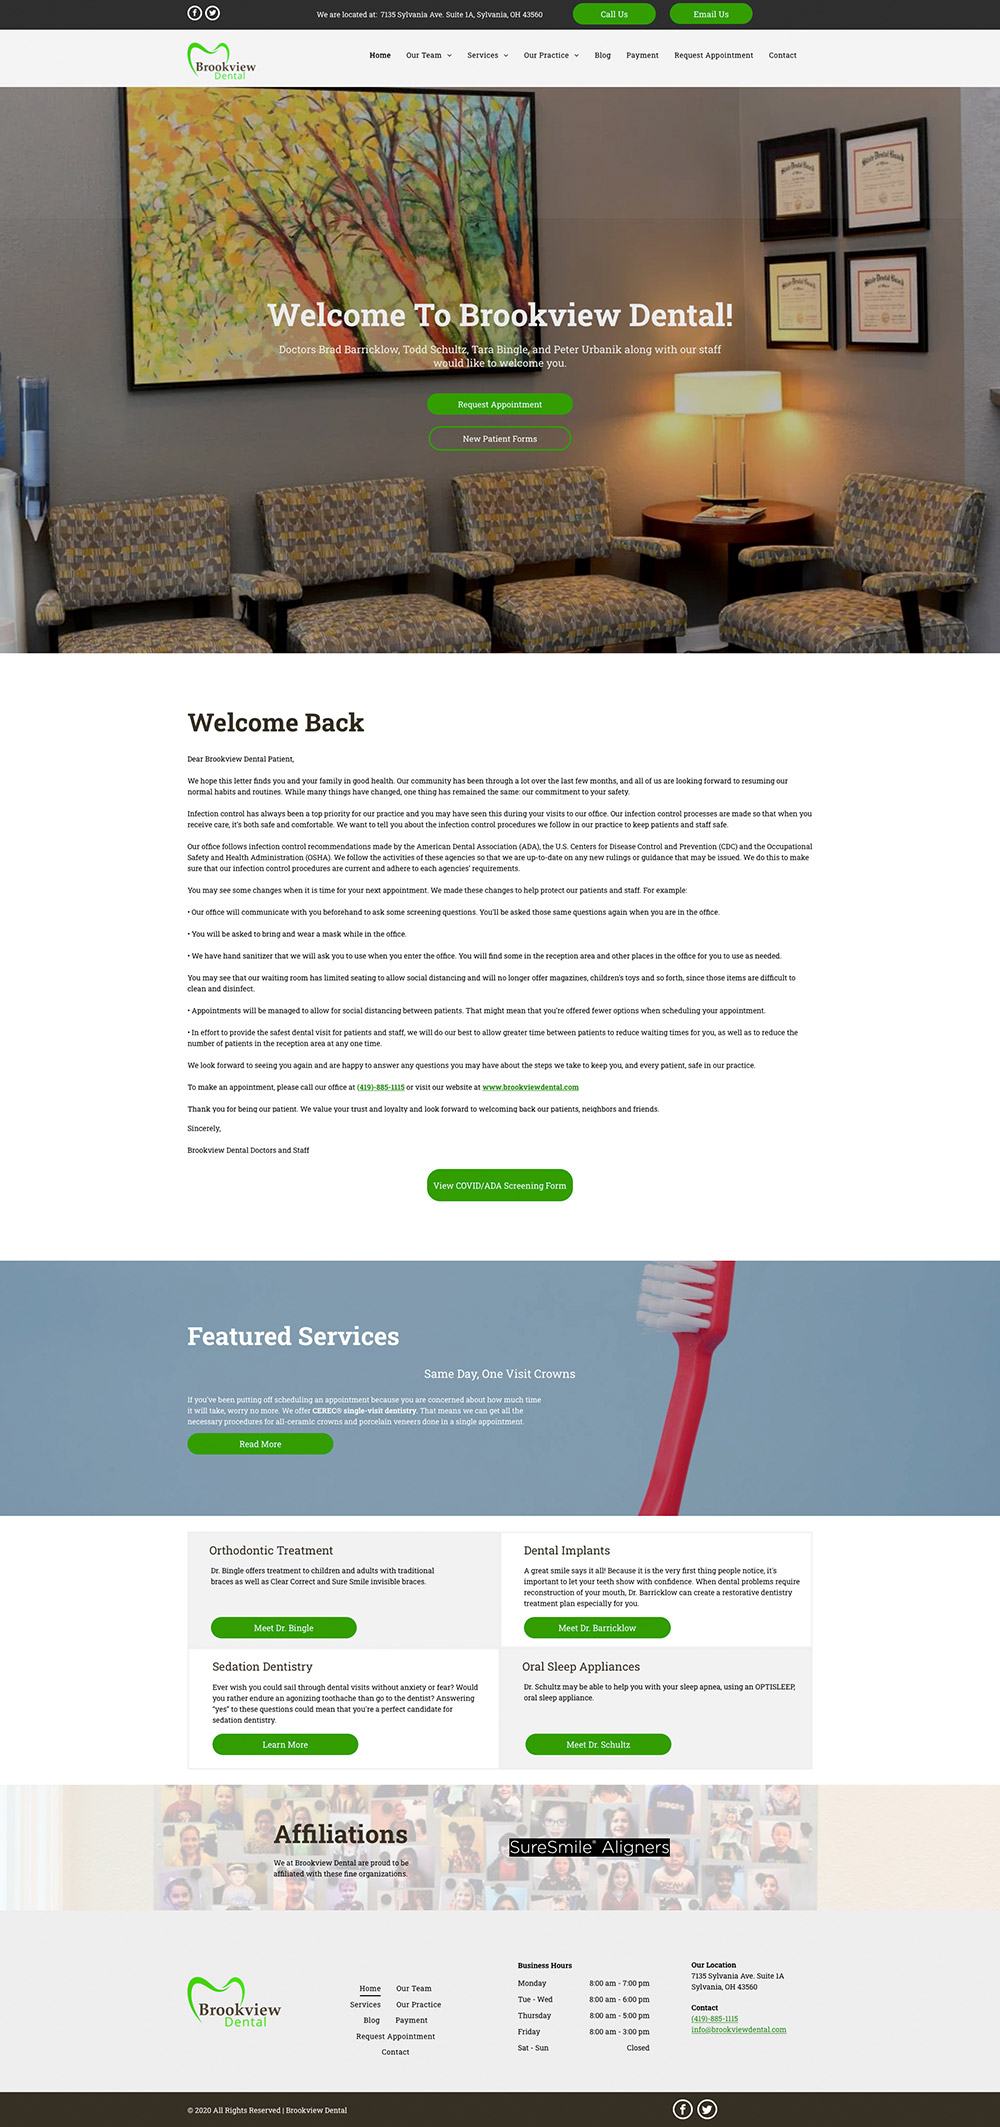 We are located at: 7135 Sylvania Ave. Suite 1A, Sylvania, OH 43560
Call Us
Email Us
Brookview
Dental
Home
Our Team
Services
Our Practice
Blog
Payment
Request Appointment
Contact
Welcome To Brookview Dental!
Doctors Brad Barricklow, Todd Schultz, Tara Bingle, and Peter Urbanik along with our staff
would like to welcome you.
Request Appointment
New Patient Forms
Welcome Back
Dear Brookview Dental Patient,
We hope this letter finds you and your family in good health. Our community has been through a lot over the last few months, and all of us are looking forward to resuming our
normal habits and routines. While many things have changed, one thing has remained the same: our commitment to your safety.
Infection control has always been a top priority for our practice and you may have seen this during your visits to our office. Our infection control processes are made so that when you
receive care, it's both safe and comfortable. We want to tell you about the infection control procedures we follow in our practice to keep patients and staff safe.
Our office follows infection control recommendations made by the American Dental Association (ADA), the U.S. Centers for Disease Control and Prevention (CDC) and the Occupational
Safety and Health Administration (OSHA). We follow the activities of these agencies so that we are up-to-date on any new rulings or guidance that may be issued. We do this to make
sure that our infection control procedures are current and adhere to each agencies' requirements.
You may see some changes when it is time for your next appointment. We made these changes to help protect our patients and staff. For example:
• Our office will communicate with you beforehand to ask some screening questions. You'll be asked those same questions again when you are in the office.
• You will be asked to bring and wear a mask while in the office.
• We have hand sanitizer that we will ask you to use when you enter the office. You will find some in the reception area and other places in the office for you to use as needed.
You may see that our waiting room has limited seating to allow social distancing and will no longer offer magazines, children's toys and so forth, since those items are difficult to
clean and disinfect.
• Appointments will be managed to allow for social distancing between patients. That might mean that you're offered fewer options when scheduling your appointment.
• In effort to provide the safest dental visit for patients and staff, we will do our best to allow greater time between patients to reduce waiting times for you, as well as to reduce the
number of patients in the reception area at any one time.
We look forward to seeing you again and are happy to answer any questions you may have about the steps we take to keep you, and every patient, safe in our practice.
To make an appointment, please call our office at (419)-885-1115 or visit our website at www.brookviewdental.com
Thank you for being our patient. We value your trust and loyalty and look forward to welcoming back our patients, neighbors and friends.
Sincerely,
Brookview Dental Doctors and Staff
View COVID/ADA Screening Form
Featured Services
Same Day, One Visit Crowns
If you've been putting off scheduling an appointment because you are concerned about how much time
it will take, worry no more. We offer CEREC® single-visit dentistry. That means we can get all the
necessary procedures for all-ceramic crowns and porcelain veneers done in a single appointment.
Read More
Orthodontic Treatment
Dr. Bingle offers treatment to children and adults with traditional
braces as well as Clear Correct and Sure Smile invisible braces.
Meet Dr. Bingle
Dental Implants
A great smile says it all! Because it is the very first thing people notice, it's
important to let your teeth show with confidence. When dental problems require
reconstruction of your mouth, Dr. Barricklow can create a restorative dentistry
treatment plan especially for you.
Meet Dr. Barricklow
Sedation Dentistry
Ever wish you could sail through dental visits without anxiety or fear? Would
you rather endure an agonizing toothache than go to the dentist? Answering
"yes" to these questions could mean that you're a perfect candidate for
sedation dentistry.
Learn More
Oral Sleep Appliances
Dr. Schultz may be able to help you with your sleep apnea, using an OPTISLEEP,
oral sleep appliance.
Meet Dr. Schultz
Affiliations
We at Brookview Dental are proud to be
affiliated with these fine organizations.
SureSmile® Aligners
Brookview
Dental
Home
Our Team
Services
Our Practice
Blog
Payment
Request Appointment
Contact
Business Hours
Monday 8:00 am - 7:00 pm
Tue - Wed 8:00 am - 6:00 pm
Thursday 8:00 am - 5:00 pm
Friday 8:00 am - 3:00 pm
Sat - Sun Closed
Our Location
7135 Sylvania Ave. Suite 1A
Sylvania, OH 43560
Contact
(419)-885-1115
info@brookviewdental.com
© 2020 All Rights Reserved | Brookview Dental